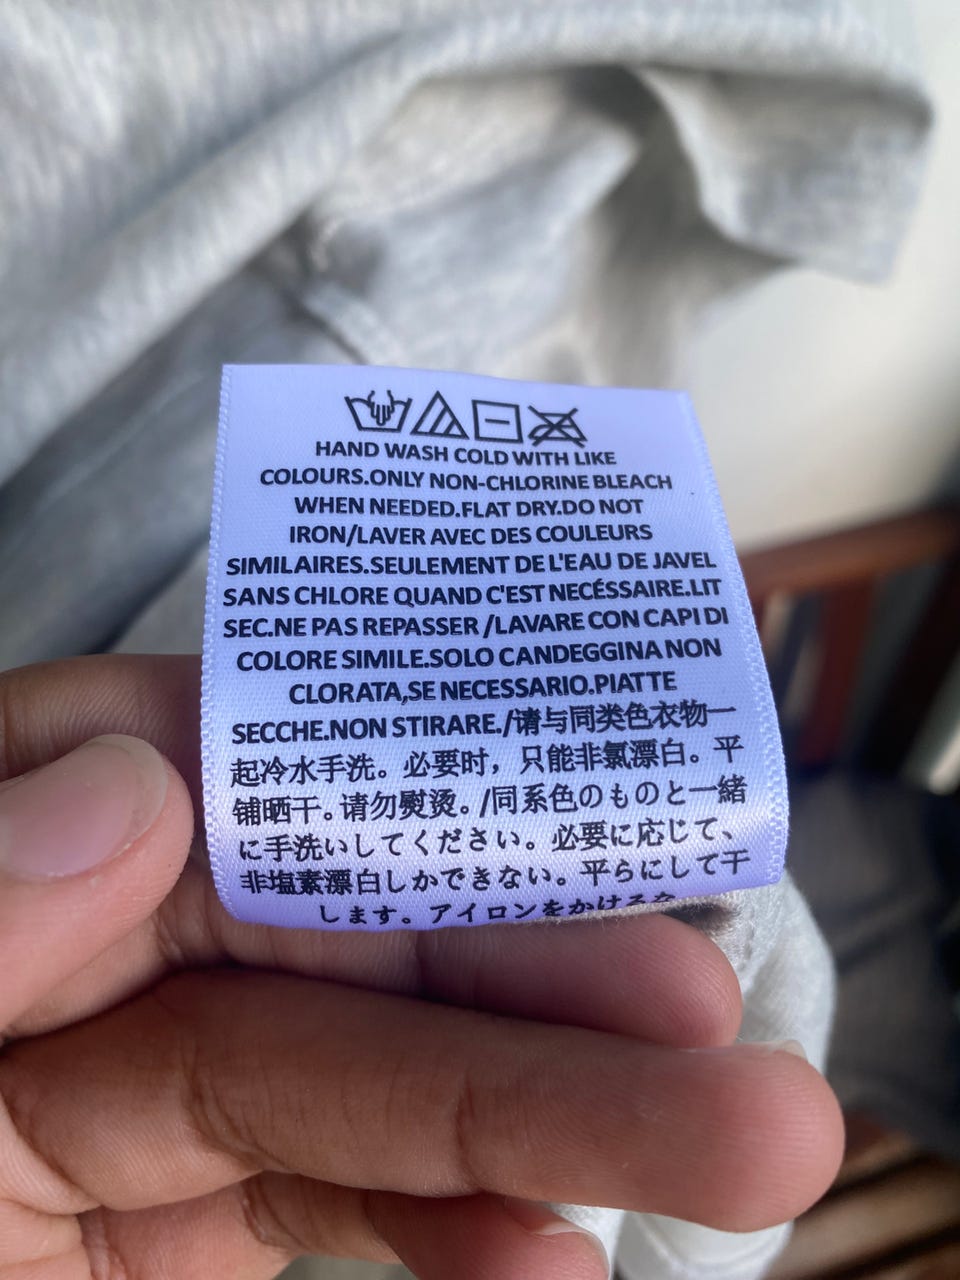 HAND WASH COLD WITH LIKE
COLOURS.ONLY NON-CHLORINE BLEACH
WHEN NEEDED.FLAT DRY.DO NOT
IRON/LAVER AVEC DES COULEURS
SIMILAIRES.SEULEMENT DE L'EAU DE JAVEL
SANS CHLORE QUAND C'EST NECÉSSAIRE.LIT
SEC.NE PAS REPASSER /LAVARE CON CAPI DI
COLORE SIMILE.SOLO CANDEGGINA NON
CLORATA,SE NECESSARIO.PIATTE
SECCHE.NON STIRARE./请与同类色衣物一
起冷水手洗。必要时，只能非氯漂白。平
铺晒干。请勿熨烫。/同系色のものと一緒
に手洗いしてください。必要に応じて、
非塩素漂白しかできない。平らにして干
します。アイロンをかけるな